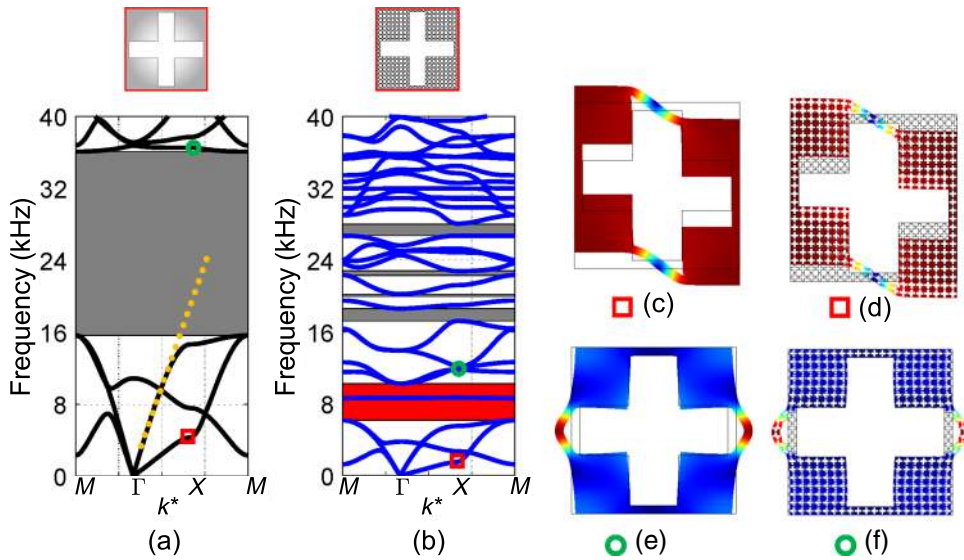 40
32
24
16
8
0
Frequency (kHz)
M Γ X M
k*
(a)
40
32
24
16
8
0
Frequency (kHz)
M Γ X M
k*
(b)
(c)
(d)
(e)
(f)